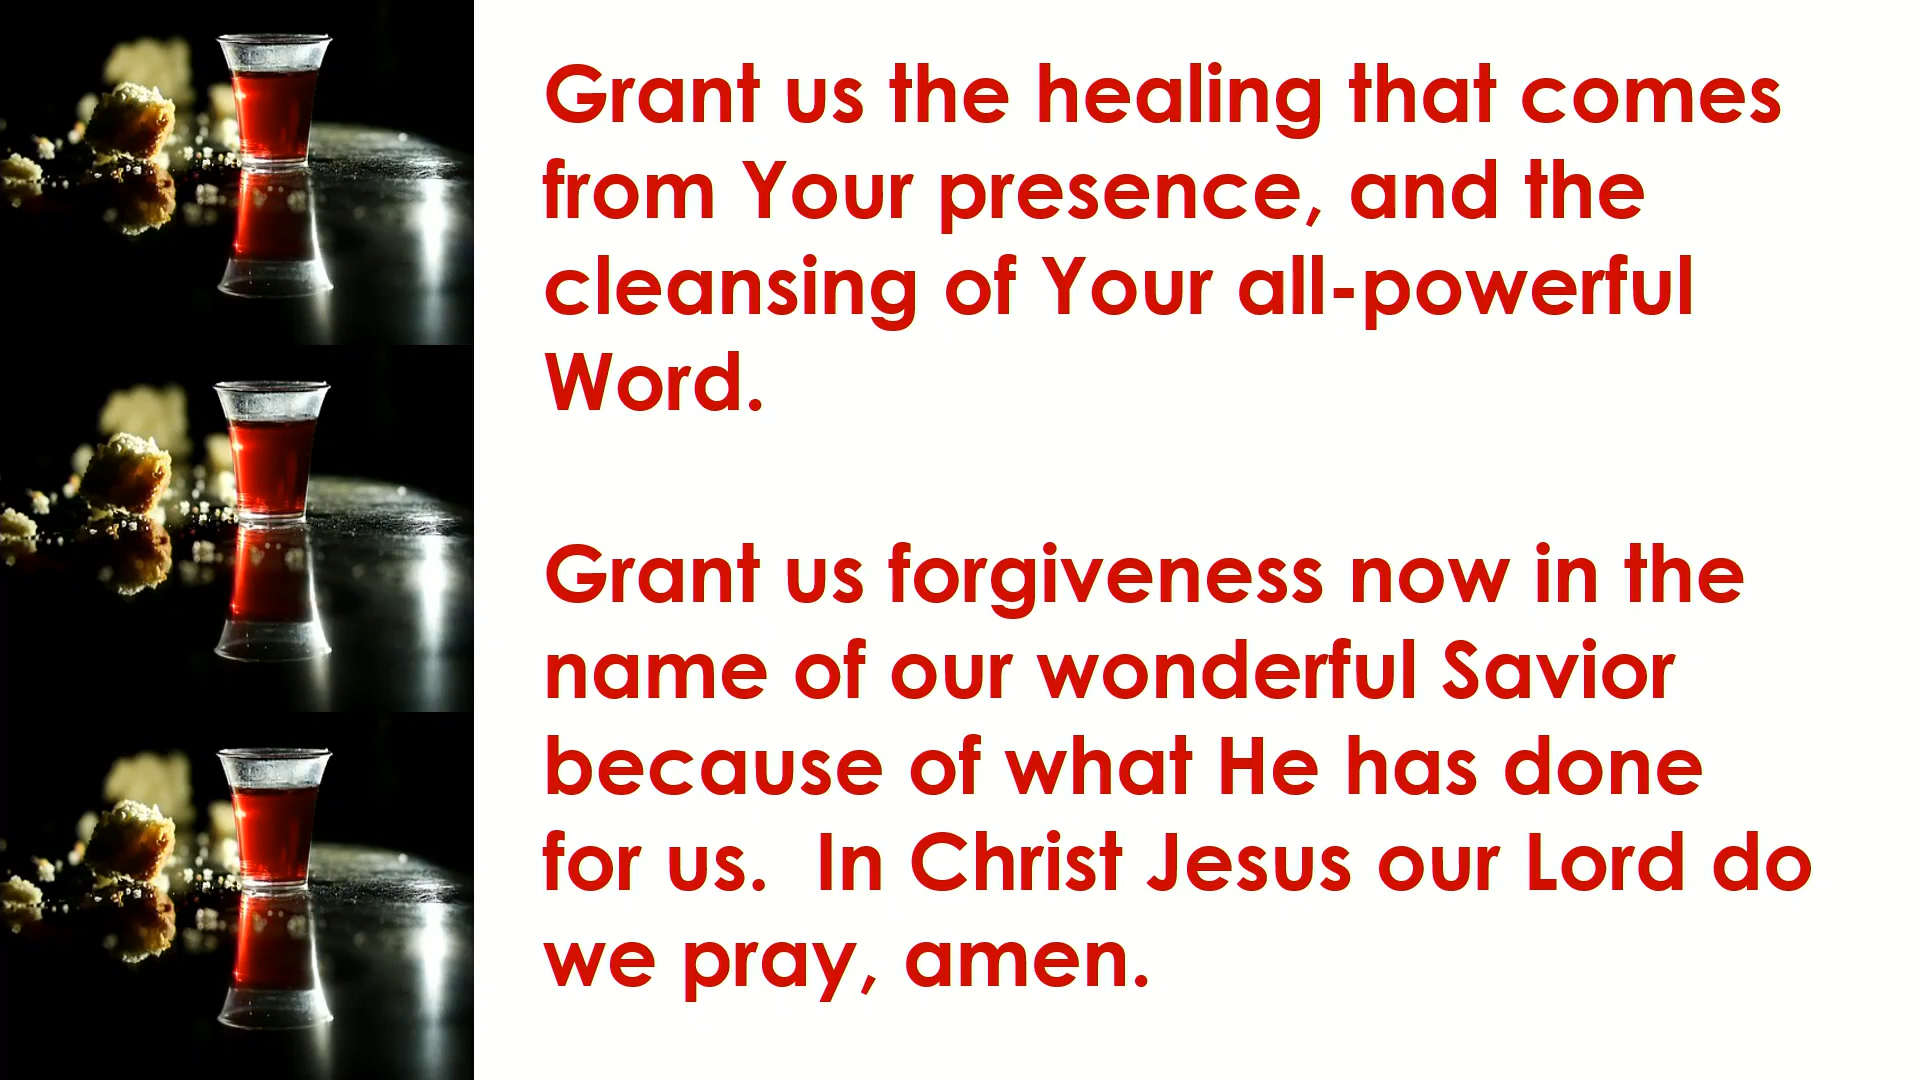 Grant us the healing that comes
from Your presence, and the
cleansing of Your all-powerful
Word.
Grant us forgiveness now in the
name of our wonderful Savior
because of what He has done
for us.  In Christ Jesus our Lord do
we pray, amen.